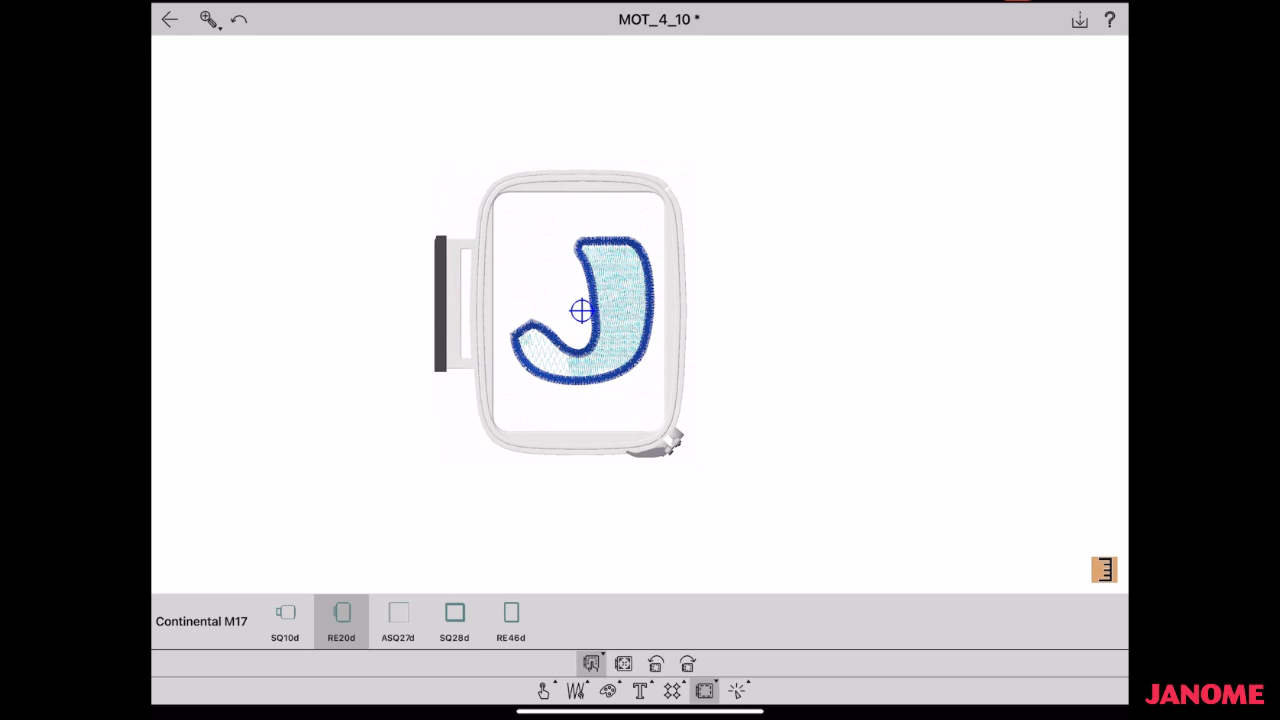 MOT_4_10 *
?
J
Continental M17
SQ10d
RE20d
ASQ27d
SQ28d
RE46d
T
JANOME